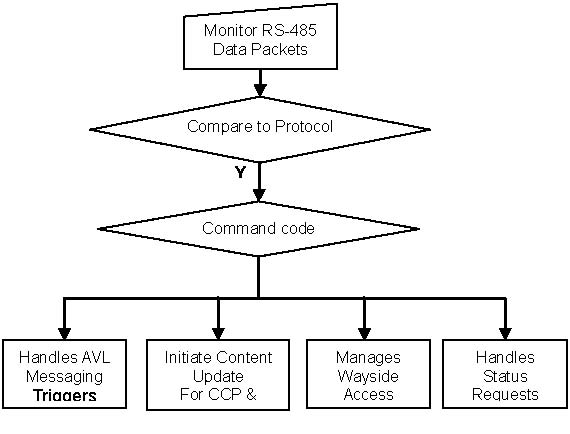 Monitor RS-485
Data Packets
Compare to Protocol
Y
Command code
Handles AVL
Messaging
Triggers
Initiate Content
Update
For CCP &
Manages
Wayside
Access
Handles
Status
Requests